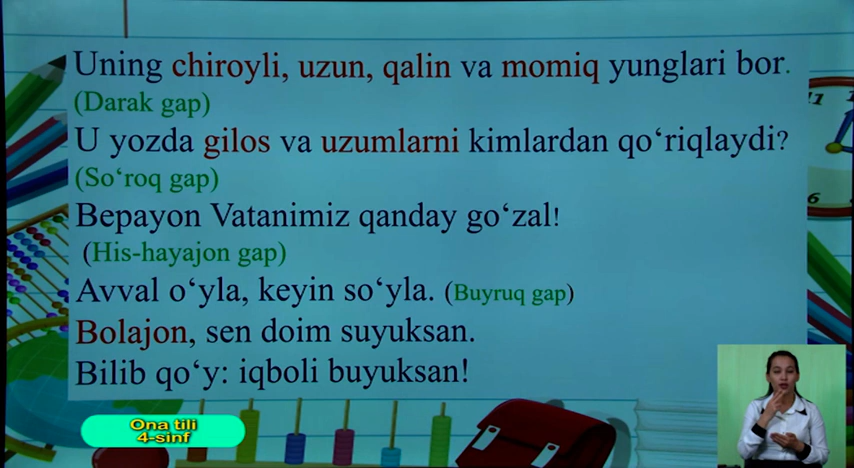 Uning chiroyli, uzun, qalin va momiq yunglari bor.
(Darak gap)
U yozda gilos va uzumlarni kimlardan qo‘riqlaydi?
(So‘roq gap)
Bepayon Vatanimiz qanday go‘zal!
(His-hayajon gap)
Avval o‘yla, keyin so‘yla. (Buyruq gap)
Bolajon, sen doim suyuksan.
Bilib qo‘y: iqboli buyuksan!
11
6
Ona tili
4-sinf